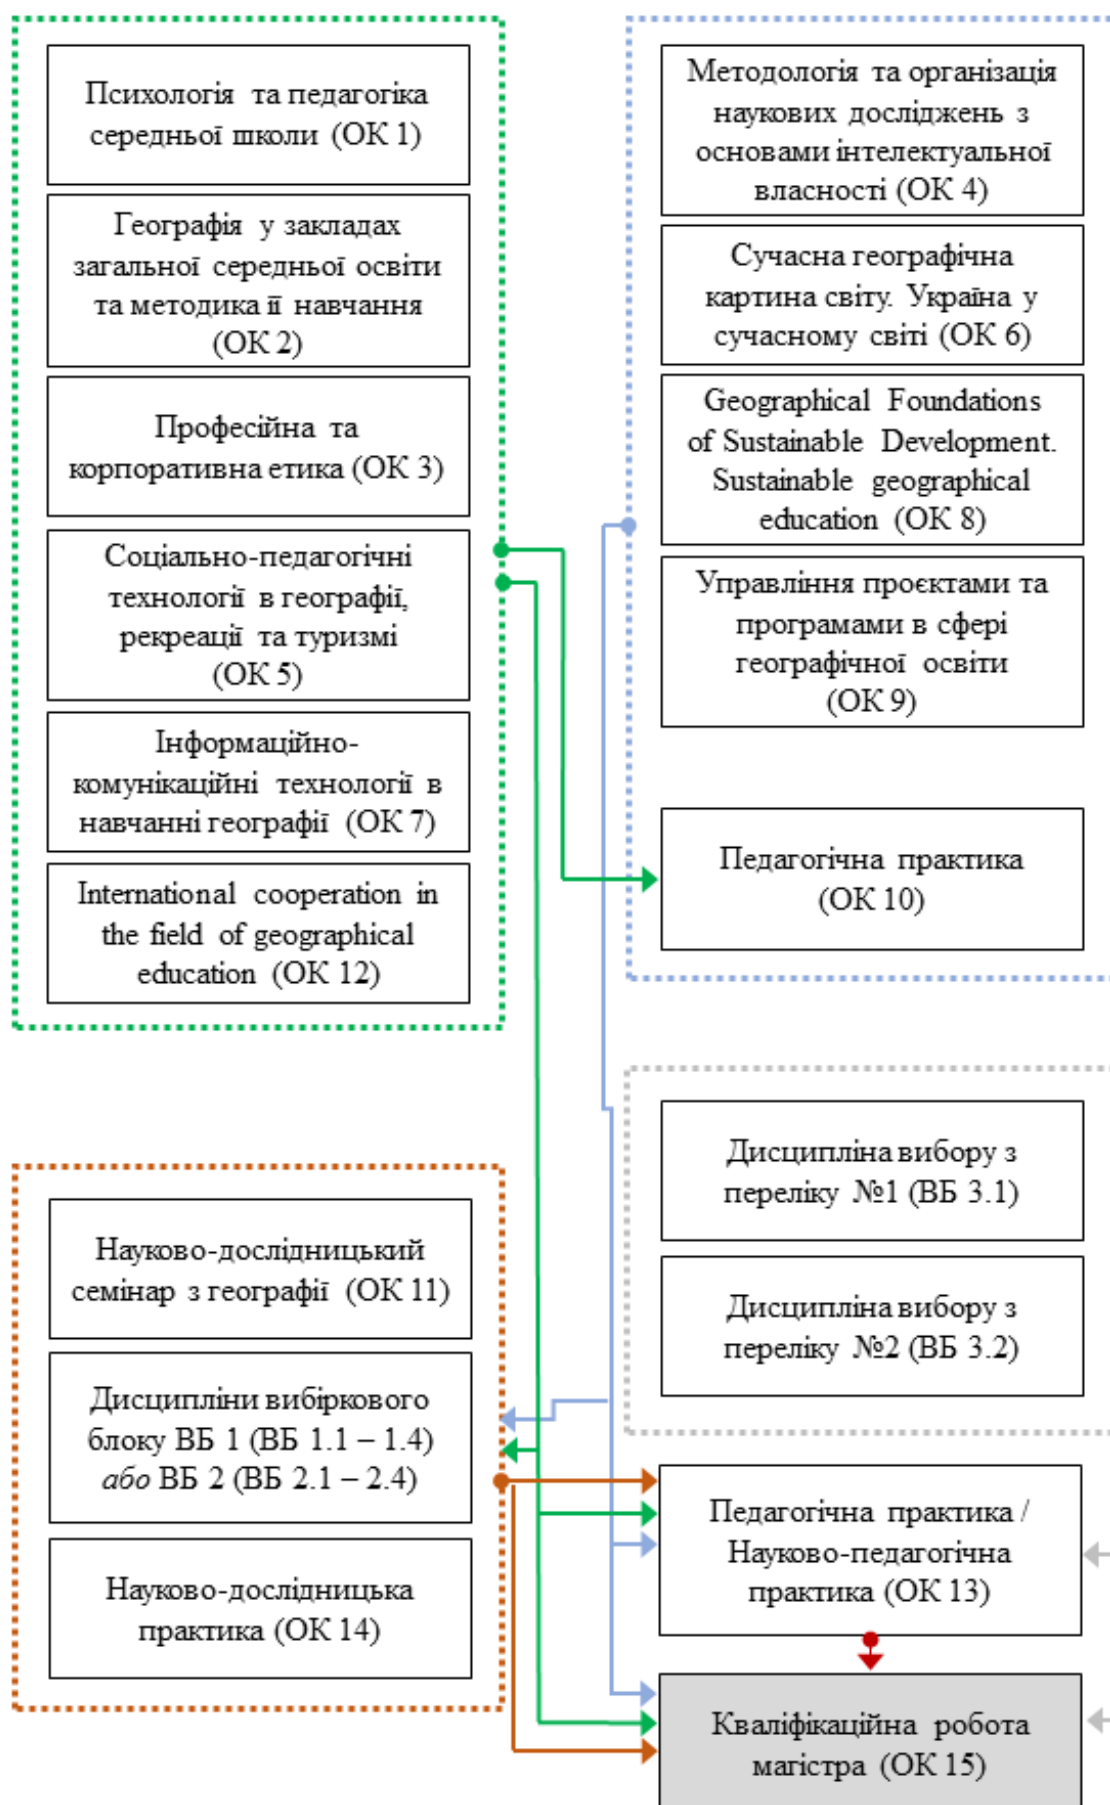 Психологія та педагогіка
середньої школи (ОК 1)
Географія у закладах
загальної середньої освіти
та методика її навчання
(ОК 2)
Професійна та
корпоративна етика (ОК 3)
Соціально-педагогічні
технології в географії,
рекреації та туризмі
(ОК 5)
Інформаційно-
комунікаційні технології в
навчанні географії (ОК 7)
International cooperation in
the field of geographical
education (ОК 12)
Методологія та організація
наукових досліджень з
основами інтелектуальної
власності (ОК 4)
Сучасна географічна
картина світу. Україна у
сучасному світі (ОК 6)
Geographical Foundations
of Sustainable Development.
Sustainable geographical
education (ОК 8)
Управління проєктами та
програмами в сфері
географічної освіти
(ОК 9)
Педагогічна практика
(ОК 10)
Науково-дослідницький
семінар з географії (ОК 11)
Дисципліни вибіркового
блоку ВБ 1 (ВБ 1.1 – 1.4)
або ВБ 2 (ВБ 2.1 – 2.4)
Науково-дослідницька
практика (ОК 14)
Дисципліна вибору з
переліку №1 (ВБ 3.1)
Дисципліна вибору з
переліку №2 (ВБ 3.2)
Педагогічна практика /
Науково-педагогічна
практика (ОК 13)
Кваліфікаційна робота
магістра (ОК 15)